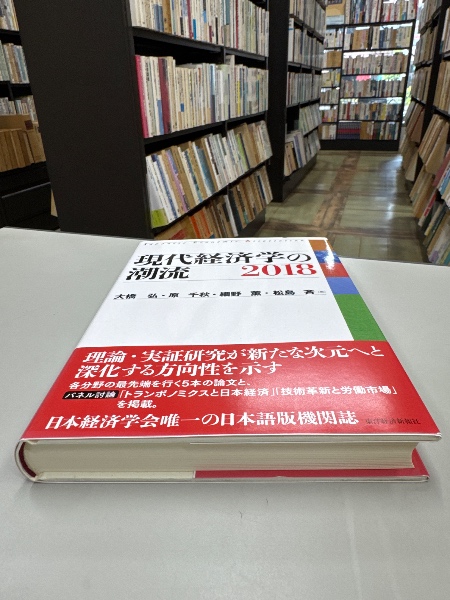 現代経済学の
潮流 2018
大橋 弘・原 千秋・細野 薫・松島 斉 編
理論・実証研究が新たな次元へと
深化する方向性を示す
各分野の最先端を行く5本の論文と、
パネル討論「トランポノミクスと日本経済」「技術革新と労働市場」
を掲載。
日本経済学会唯一の日本語版機関誌
東洋経済新報社